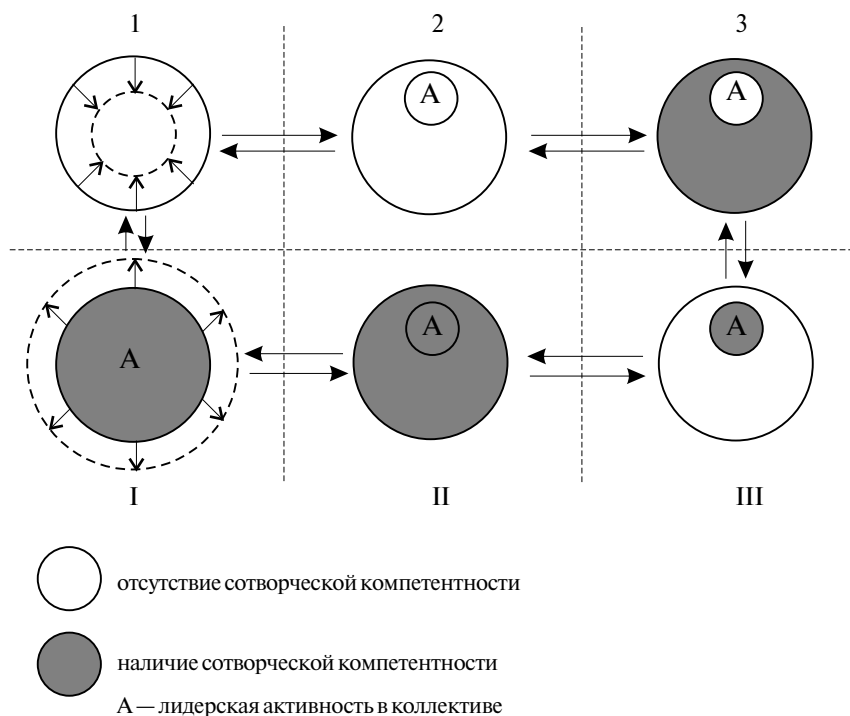 1 2 3
A A
A A A
I II III
отсутствие сотворческой компетентности
наличие сотворческой компетентности
А — лидерская активность в коллективе